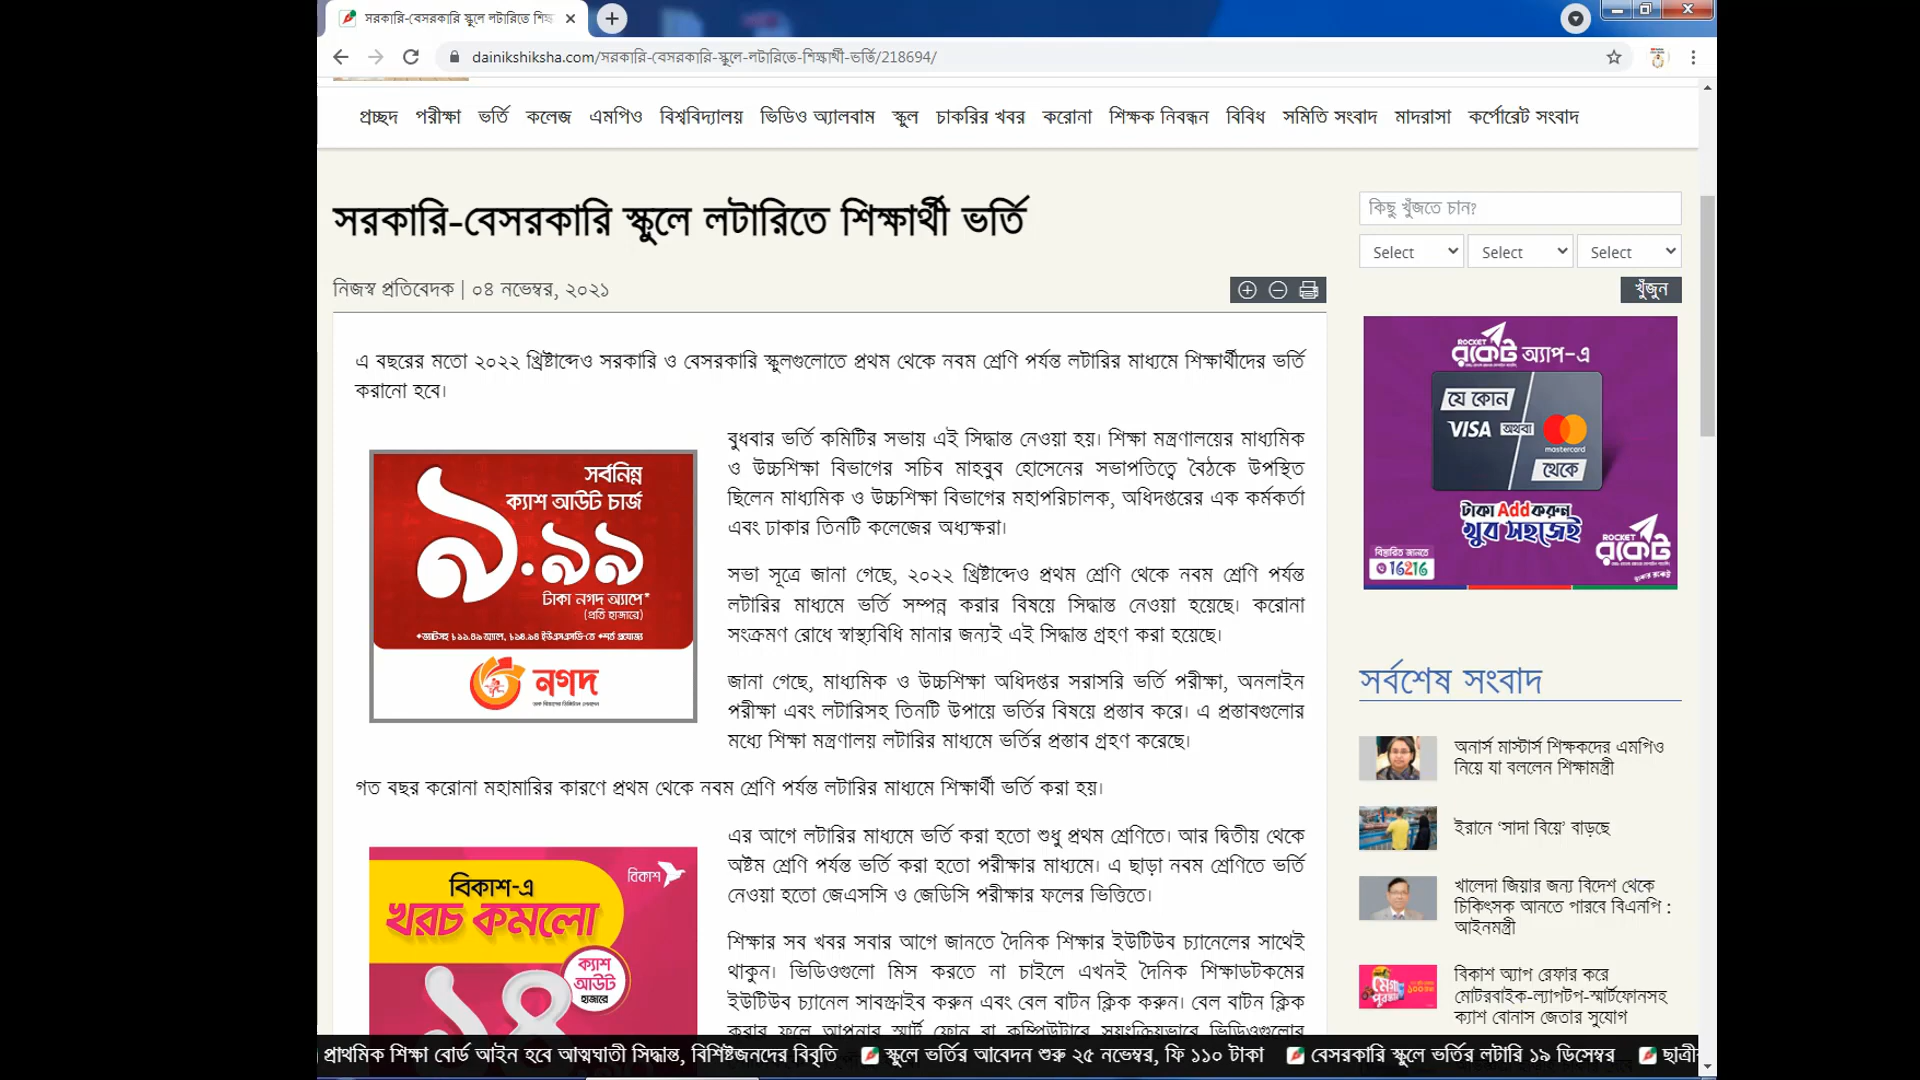 সরকারি-বেসরকারি স্কুলে লটারিতে শিক্ষ
dainikshiksha.com/সরকারি-বেসরকারি-স্কুলে-লটারিতে-শিক্ষার্থী-ভর্তি/218694/
প্রচ্ছদ পরীক্ষা ভর্তি কলেজ এমপিও বিশ্ববিদ্যালয় ভিডিও অ্যালবাম স্কুল চাকরির খবর করোনা শিক্ষক নিবন্ধন বিবিধ সমিতি সংবাদ মাদরাসা কর্পোরেট সংবাদ
সরকারি-বেসরকারি স্কুলে লটারিতে শিক্ষার্থী ভর্তি
নিজস্ব প্রতিবেদক | ০৪ নভেম্বর, ২০২১
এ বছরের মতো ২০২২ খ্রিষ্টাব্দেও সরকারি ও বেসরকারি স্কুলগুলোতে প্রথম থেকে নবম শ্রেণি পর্যন্ত লটারির মাধ্যমে শিক্ষার্থীদের ভর্তি
করানো হবে।
সর্বনিম্ন
ক্যাশ আউট চার্জ
৯.৯৯
টাকা নগদ অ্যাপে*
(প্রতি হাজারে)
নগদ
বুধবার ভর্তি কমিটির সভায় এই সিদ্ধান্ত নেওয়া হয়। শিক্ষা মন্ত্রণালয়ের মাধ্যমিক
ও উচ্চশিক্ষা বিভাগের সচিব মাহবুব হোসেনের সভাপতিত্বে বৈঠকে উপস্থিত
ছিলেন মাধ্যমিক ও উচ্চশিক্ষা বিভাগের মহাপরিচালক, অধিদপ্তরের এক কর্মকর্তা
এবং ঢাকার তিনটি কলেজের অধ্যক্ষরা।
সভা সূত্রে জানা গেছে, ২০২২ খ্রিষ্টাব্দেও প্রথম শ্রেণি থেকে নবম শ্রেণি পর্যন্ত
লটারির মাধ্যমে ভর্তি সম্পন্ন করার বিষয়ে সিদ্ধান্ত নেওয়া হয়েছে। করোনা
সংক্রমণ রোধে স্বাস্থ্যবিধি মানার জন্যই এই সিদ্ধান্ত গ্রহণ করা হয়েছে।
জানা গেছে, মাধ্যমিক ও উচ্চশিক্ষা অধিদপ্তর সরাসরি ভর্তি পরীক্ষা, অনলাইন
পরীক্ষা এবং লটারিসহ তিনটি উপায়ে ভর্তির বিষয়ে প্রস্তাব করে। এ প্রস্তাবগুলোর
মধ্যে শিক্ষা মন্ত্রণালয় লটারির মাধ্যমে ভর্তির প্রস্তাব গ্রহণ করেছে।
গত বছর করোনা মহামারির কারণে প্রথম থেকে নবম শ্রেণি পর্যন্ত লটারির মাধ্যমে শিক্ষার্থী ভর্তি করা হয়।
বিকাশ-এ
খরচ কমলো
বিকাশ
ক্যাশ
আউট
হাজারে
১৪
এর আগে লটারির মাধ্যমে ভর্তি করা হতো শুধু প্রথম শ্রেণিতে। আর দ্বিতীয় থেকে
অষ্টম শ্রেণি পর্যন্ত ভর্তি করা হতো পরীক্ষার মাধ্যমে। এ ছাড়া নবম শ্রেণিতে ভর্তি
নেওয়া হতো জেএসসি ও জেডিসি পরীক্ষার ফলের ভিত্তিতে।
শিক্ষার সব খবর সবার আগে জানতে দৈনিক শিক্ষার ইউটিউব চ্যানেলের সাথেই
থাকুন। ভিডিওগুলো মিস করতে না চাইলে এখনই দৈনিক শিক্ষাডটকমের
ইউটিউব চ্যানেল সাবস্ক্রাইব করুন এবং বেল বাটন ক্লিক করুন। বেল বাটন ক্লিক
করার ফলে আপনার স্মার্ট ফোন বা কম্পিউটারে সয়ংক্রিয়ভাবে ভিডিওগুলোর
কিছু খুঁজতে চান?
Select Select Select
খুঁজুন
ROCKET
রকেট অ্যাপ-এ
যে কোন
VISA অথবা
mastercard
থেকে
টাকা Add করুন
খুব সহজেই
বিস্তারিত জানতে
16216
ROCKET
রকেট
সর্বশেষ সংবাদ
অনার্স মাস্টার্স শিক্ষকদের এমপিও
নিয়ে যা বললেন শিক্ষামন্ত্রী
ইরানে ‘সাদা বিয়ে’ বাড়ছে
খালেদা জিয়ার জন্য বিদেশ থেকে
চিকিৎসক আনতে পারবে বিএনপি :
আইনমন্ত্রী
মেগা
পুরস্কার
বিকাশ অ্যাপ রেফার করে
মোটরবাইক-ল্যাপটপ-স্মার্টফোনসহ
ক্যাশ বোনাস জেতার সুযোগ
প্রাথমিক শিক্ষা বোর্ড আইন হবে আত্মঘাতী সিদ্ধান্ত, বিশিষ্টজনদের বিবৃতি স্কুলে ভর্তির আবেদন শুরু ২৫ নভেম্বর, ফি ১১০ টাকা বেসরকারি স্কুলে ভর্তির লটারি ১৯ ডিসেম্বর ছাত্রী